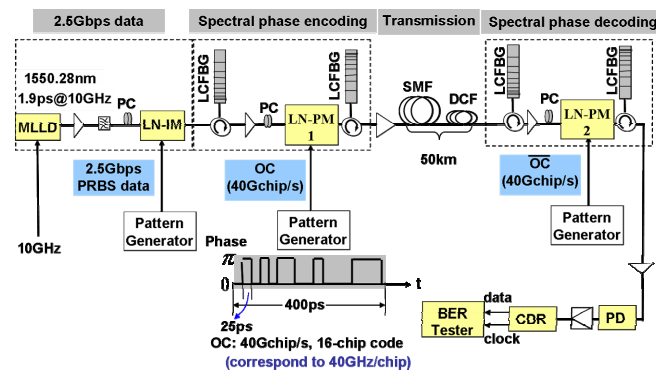 2.5Gbps data
Spectral phase encoding
Transmission
Spectral phase decoding
1550.28nm
1.9ps@10GHz
MLLD
PC
LN-IM
LCFBG
PC
LN-PM
1
LCFBG
SMF
DCF
50km
LCFBG
PC
LN-PM
2
LCFBG
2.5Gbps
PRBS data
OC
(40Gchip/s)
OC
(40Gchip/s)
10GHz
Pattern
Generator
Pattern
Generator
Pattern
Generator
Phase
π
0
t
400ps
25ps
OC: 40Gchip/s, 16-chip code
(correspond to 40GHz/chip)
BER
Tester
data
clock
CDR
PD